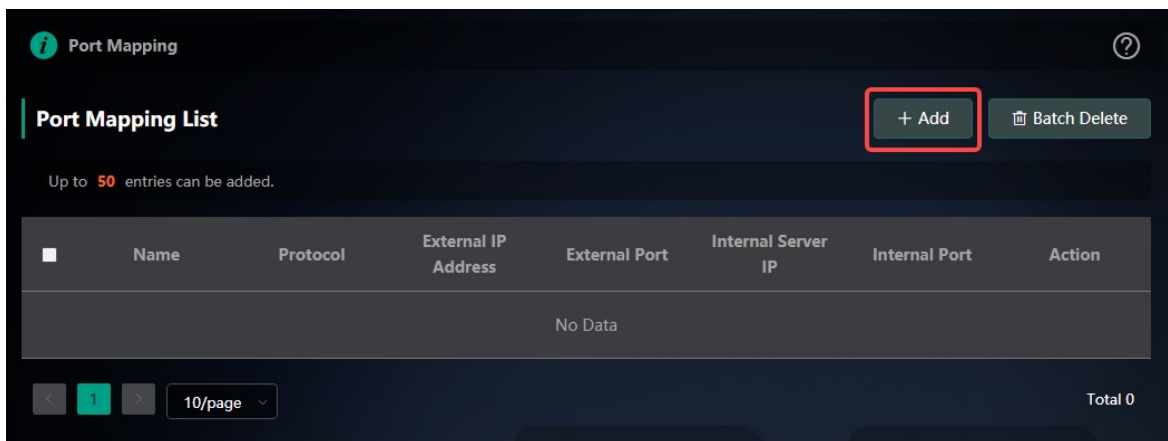 Port Mapping
Port Mapping List
+ Add
Batch Delete
Up to 50 entries can be added.
Name
Protocol
External IP
Address
External Port
Internal Server
IP
Internal Port
Action
No Data
1
10/page
Total 0